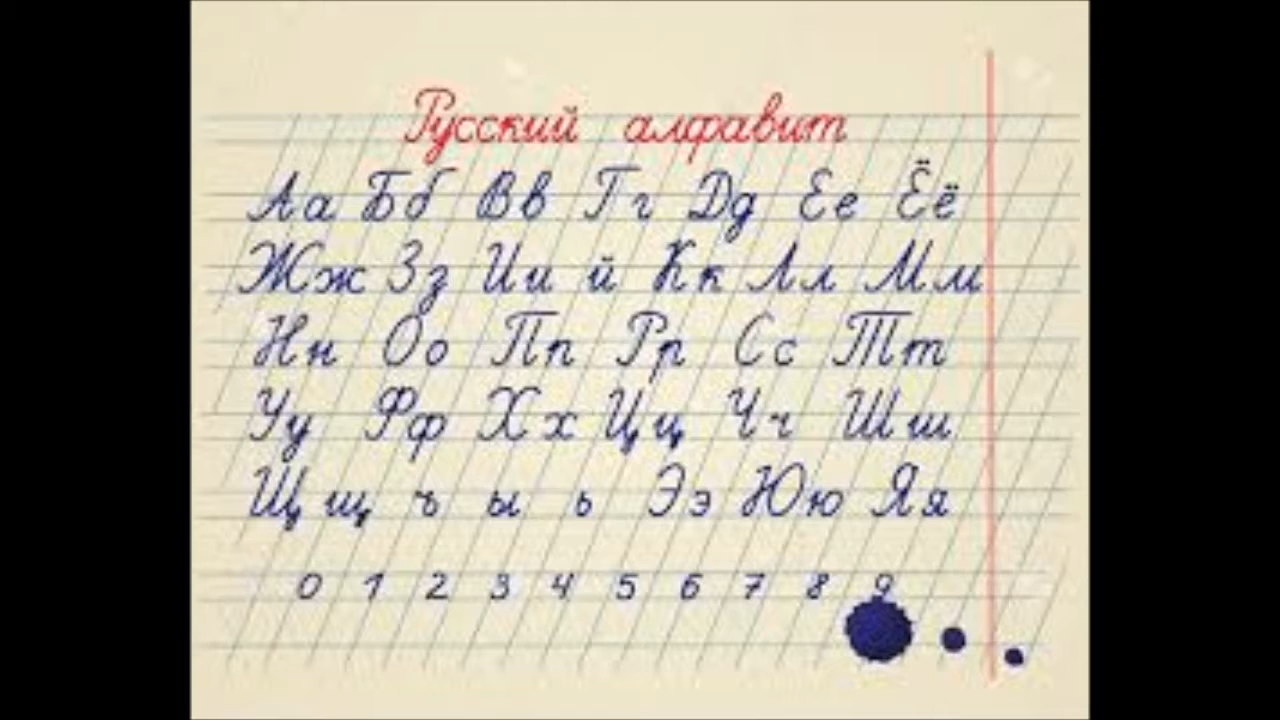 Русский алфавит
Аа Бб Вв Гг Дд Ее Ёё
Жж Зз Ии й Кк Лл Мм
Нн Оо Пп Рр Сс Тт
Уу Фф Хх Цц Чч Шш
Щщ ъ ы ь Ээ Юю Яя
0 1 2 3 4 5 6 7 8 9